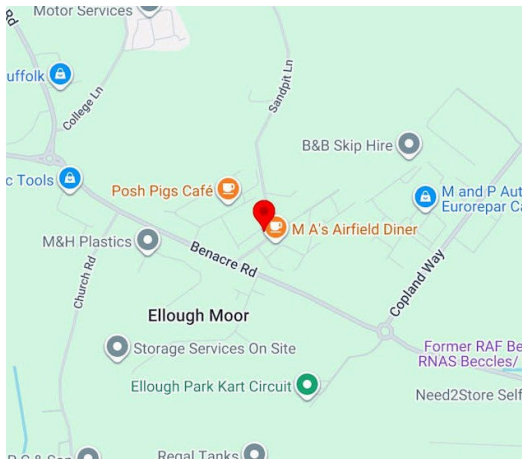 Motor Services
Rd
uffolk
College Ln
Sandpit Ln
B&B Skip Hire
c Tools
Posh Pigs Café
M and P Aut
Eurorepar Ca
M A's Airfield Diner
M&H Plastics
Benacre Rd
Church Rd
Copland Way
Ellough Moor
Storage Services On Site
Former RAF Be
RNAS Beccles/
Ellough Park Kart Circuit
Need2Store Self
Regal Tanks